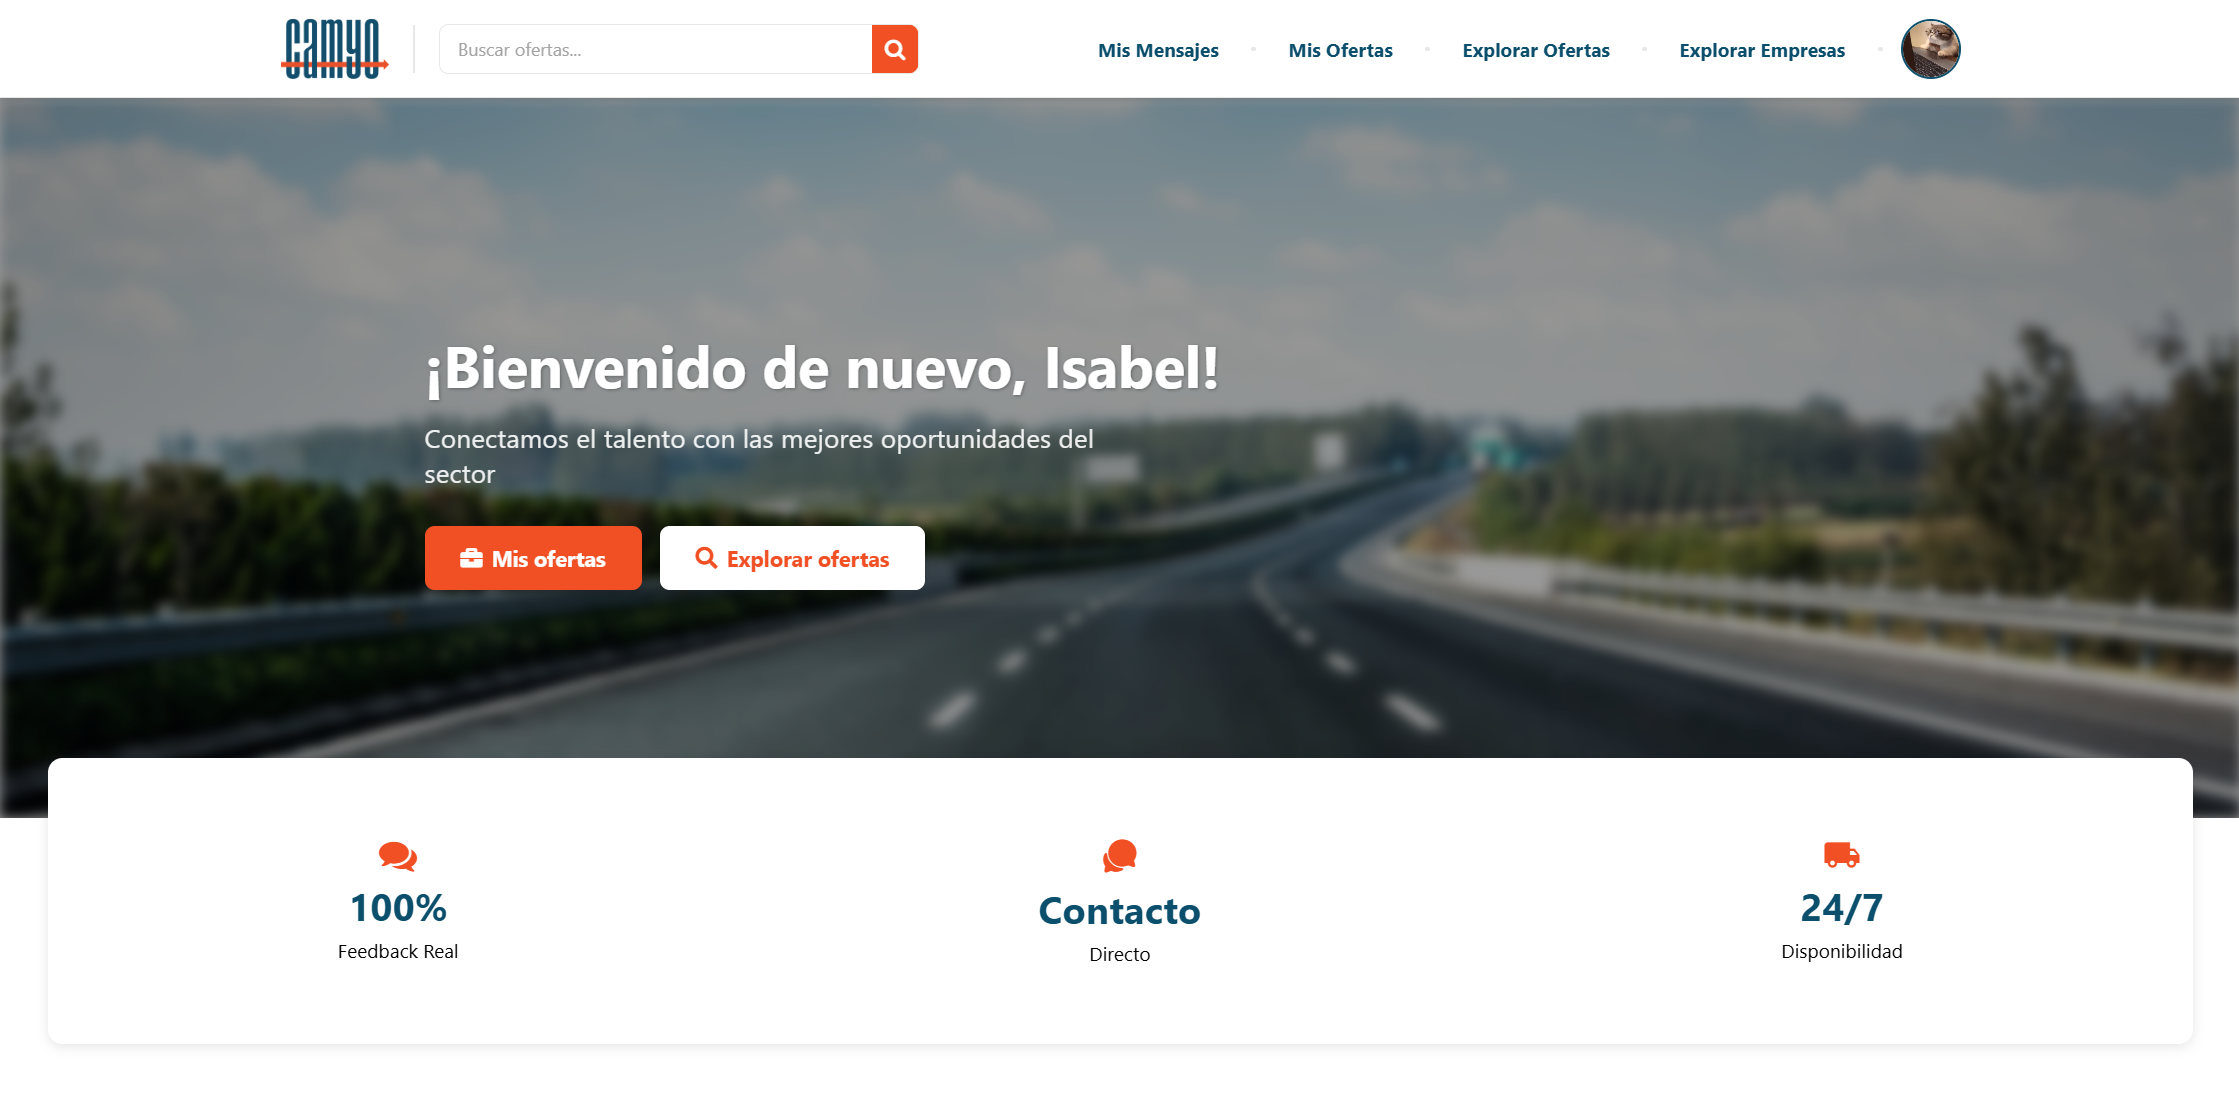 camyo
Buscar ofertas...
Mis Mensajes
Mis Ofertas
Explorar Ofertas
Explorar Empresas
¡Bienvenido de nuevo, Isabel!
Conectamos el talento con las mejores oportunidades del
sector
Mis ofertas
Explorar ofertas
100%
Feedback Real
Contacto
Directo
24/7
Disponibilidad